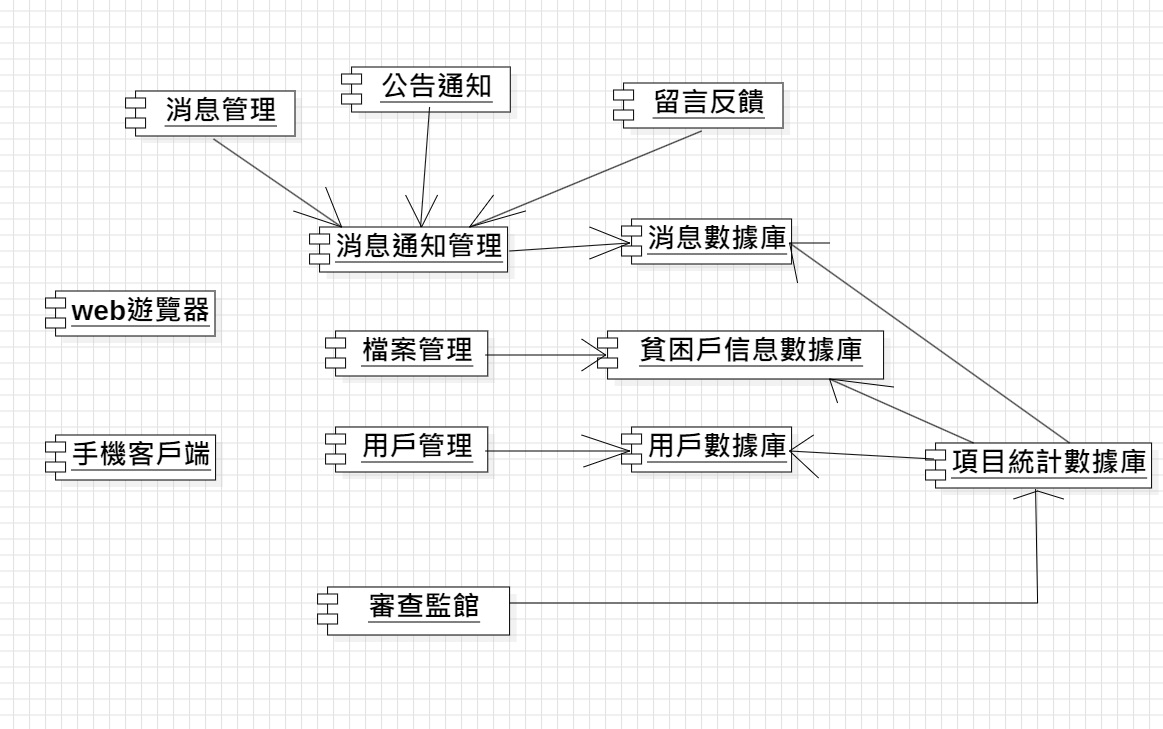 公告通知
消息管理
留言反饋
消息通知管理
消息數據庫
web遊覽器
檔案管理
貧困戶信息數據庫
手機客戶端
用戶管理
用戶數據庫
項目統計數據庫
審查監館